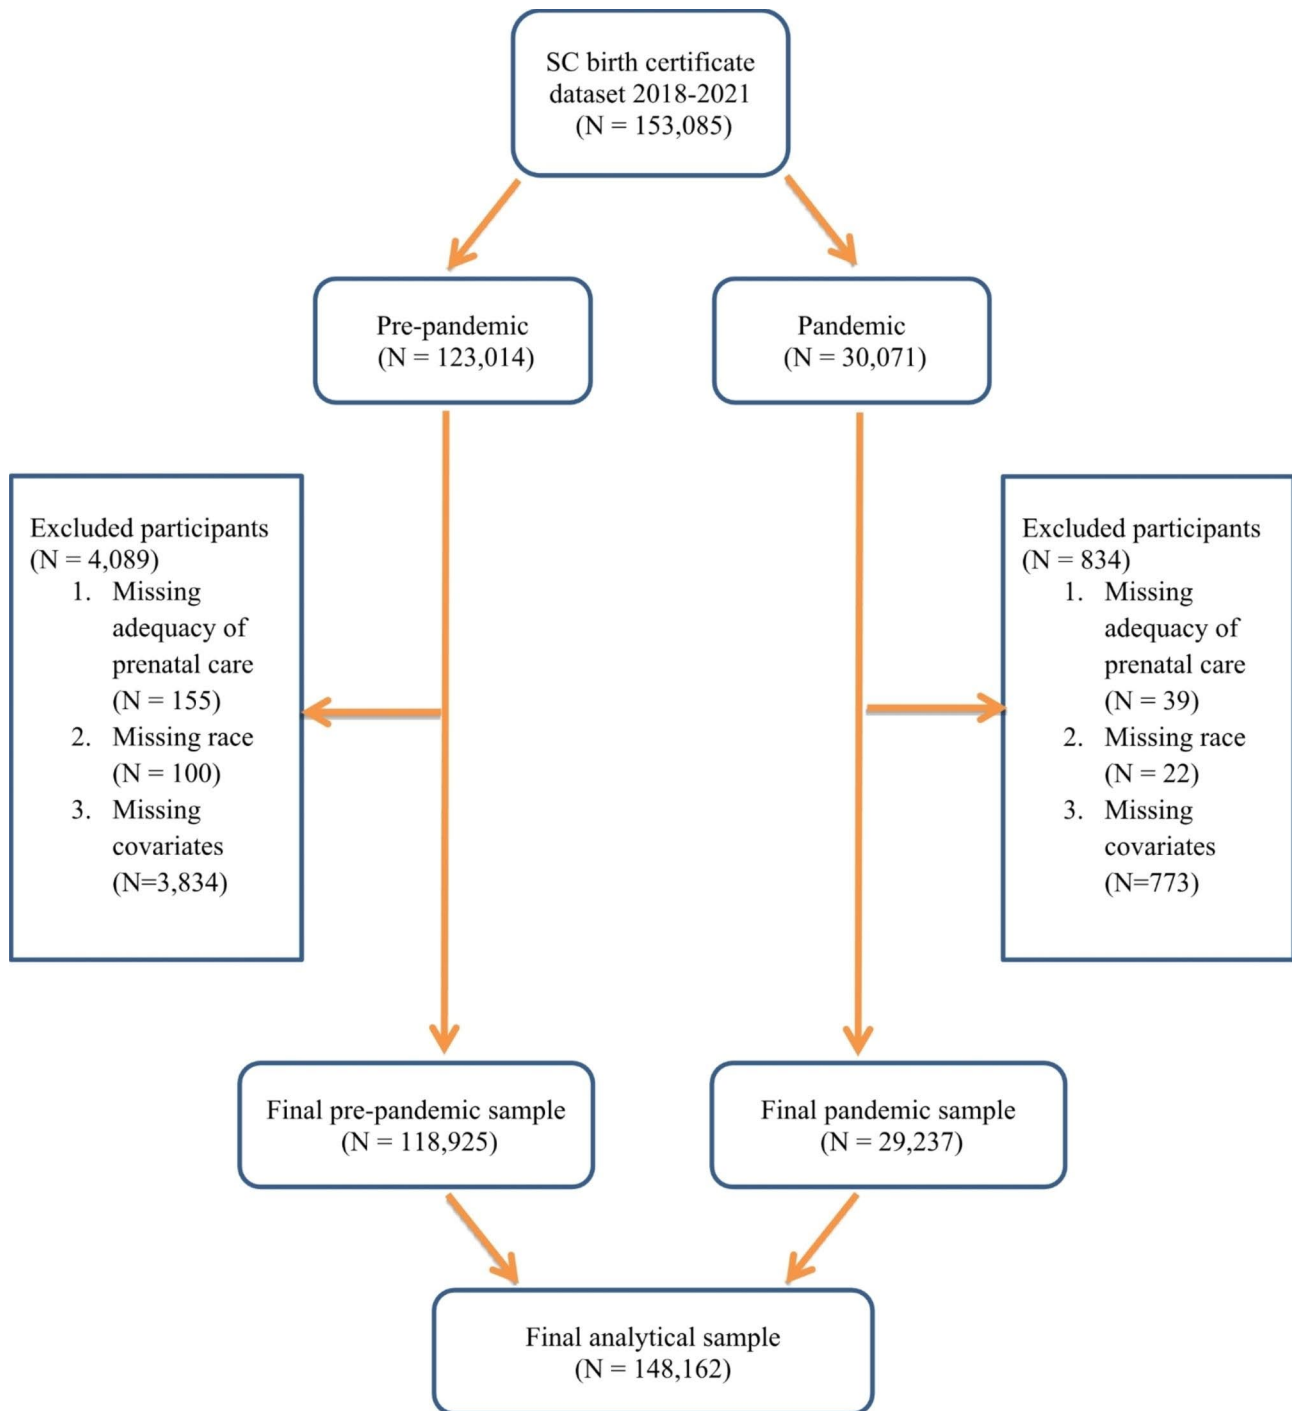 SC birth certificate
dataset 2018-2021
(N = 153,085)
Pre-pandemic
(N = 123,014)
Pandemic
(N = 30,071)
Excluded participants
(N = 4,089)
1. Missing
adequacy of
prenatal care
(N = 155)
2. Missing race
(N = 100)
3. Missing
covariates
(N=3,834)
Excluded participants
(N = 834)
1. Missing
adequacy of
prenatal care
(N = 39)
2. Missing race
(N = 22)
3. Missing
covariates
(N=773)
Final pre-pandemic sample
(N = 118,925)
Final pandemic sample
(N = 29,237)
Final analytical sample
(N = 148,162)